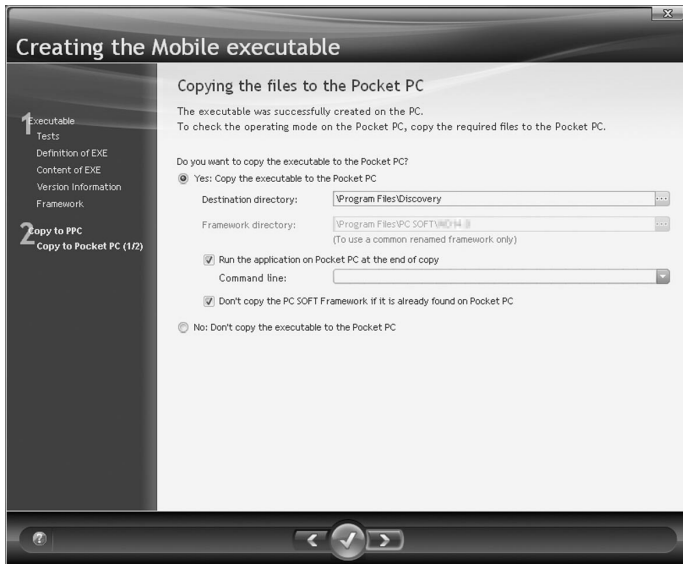 Creating the Mobile executable
1
Executable
Tests
Definition of EXE
Content of EXE
Version Information
Framework
2
Copy to PPC
Copy to Pocket PC (1/2)
Copying the files to the Pocket PC
The executable was successfully created on the PC.
To check the operating mode on the Pocket PC, copy the required files to the Pocket PC.
Do you want to copy the executable to the Pocket PC?
Yes: Copy the executable to the Pocket PC
Destination directory: \Program Files\Discovery ...
Framework directory: \Program Files\PC SOFT\ ...
(To use a common renamed framework only)
Run the application on Pocket PC at the end of copy
Command line:
Don't copy the PC SOFT Framework if it is already found on Pocket PC
No: Don't copy the executable to the Pocket PC
?